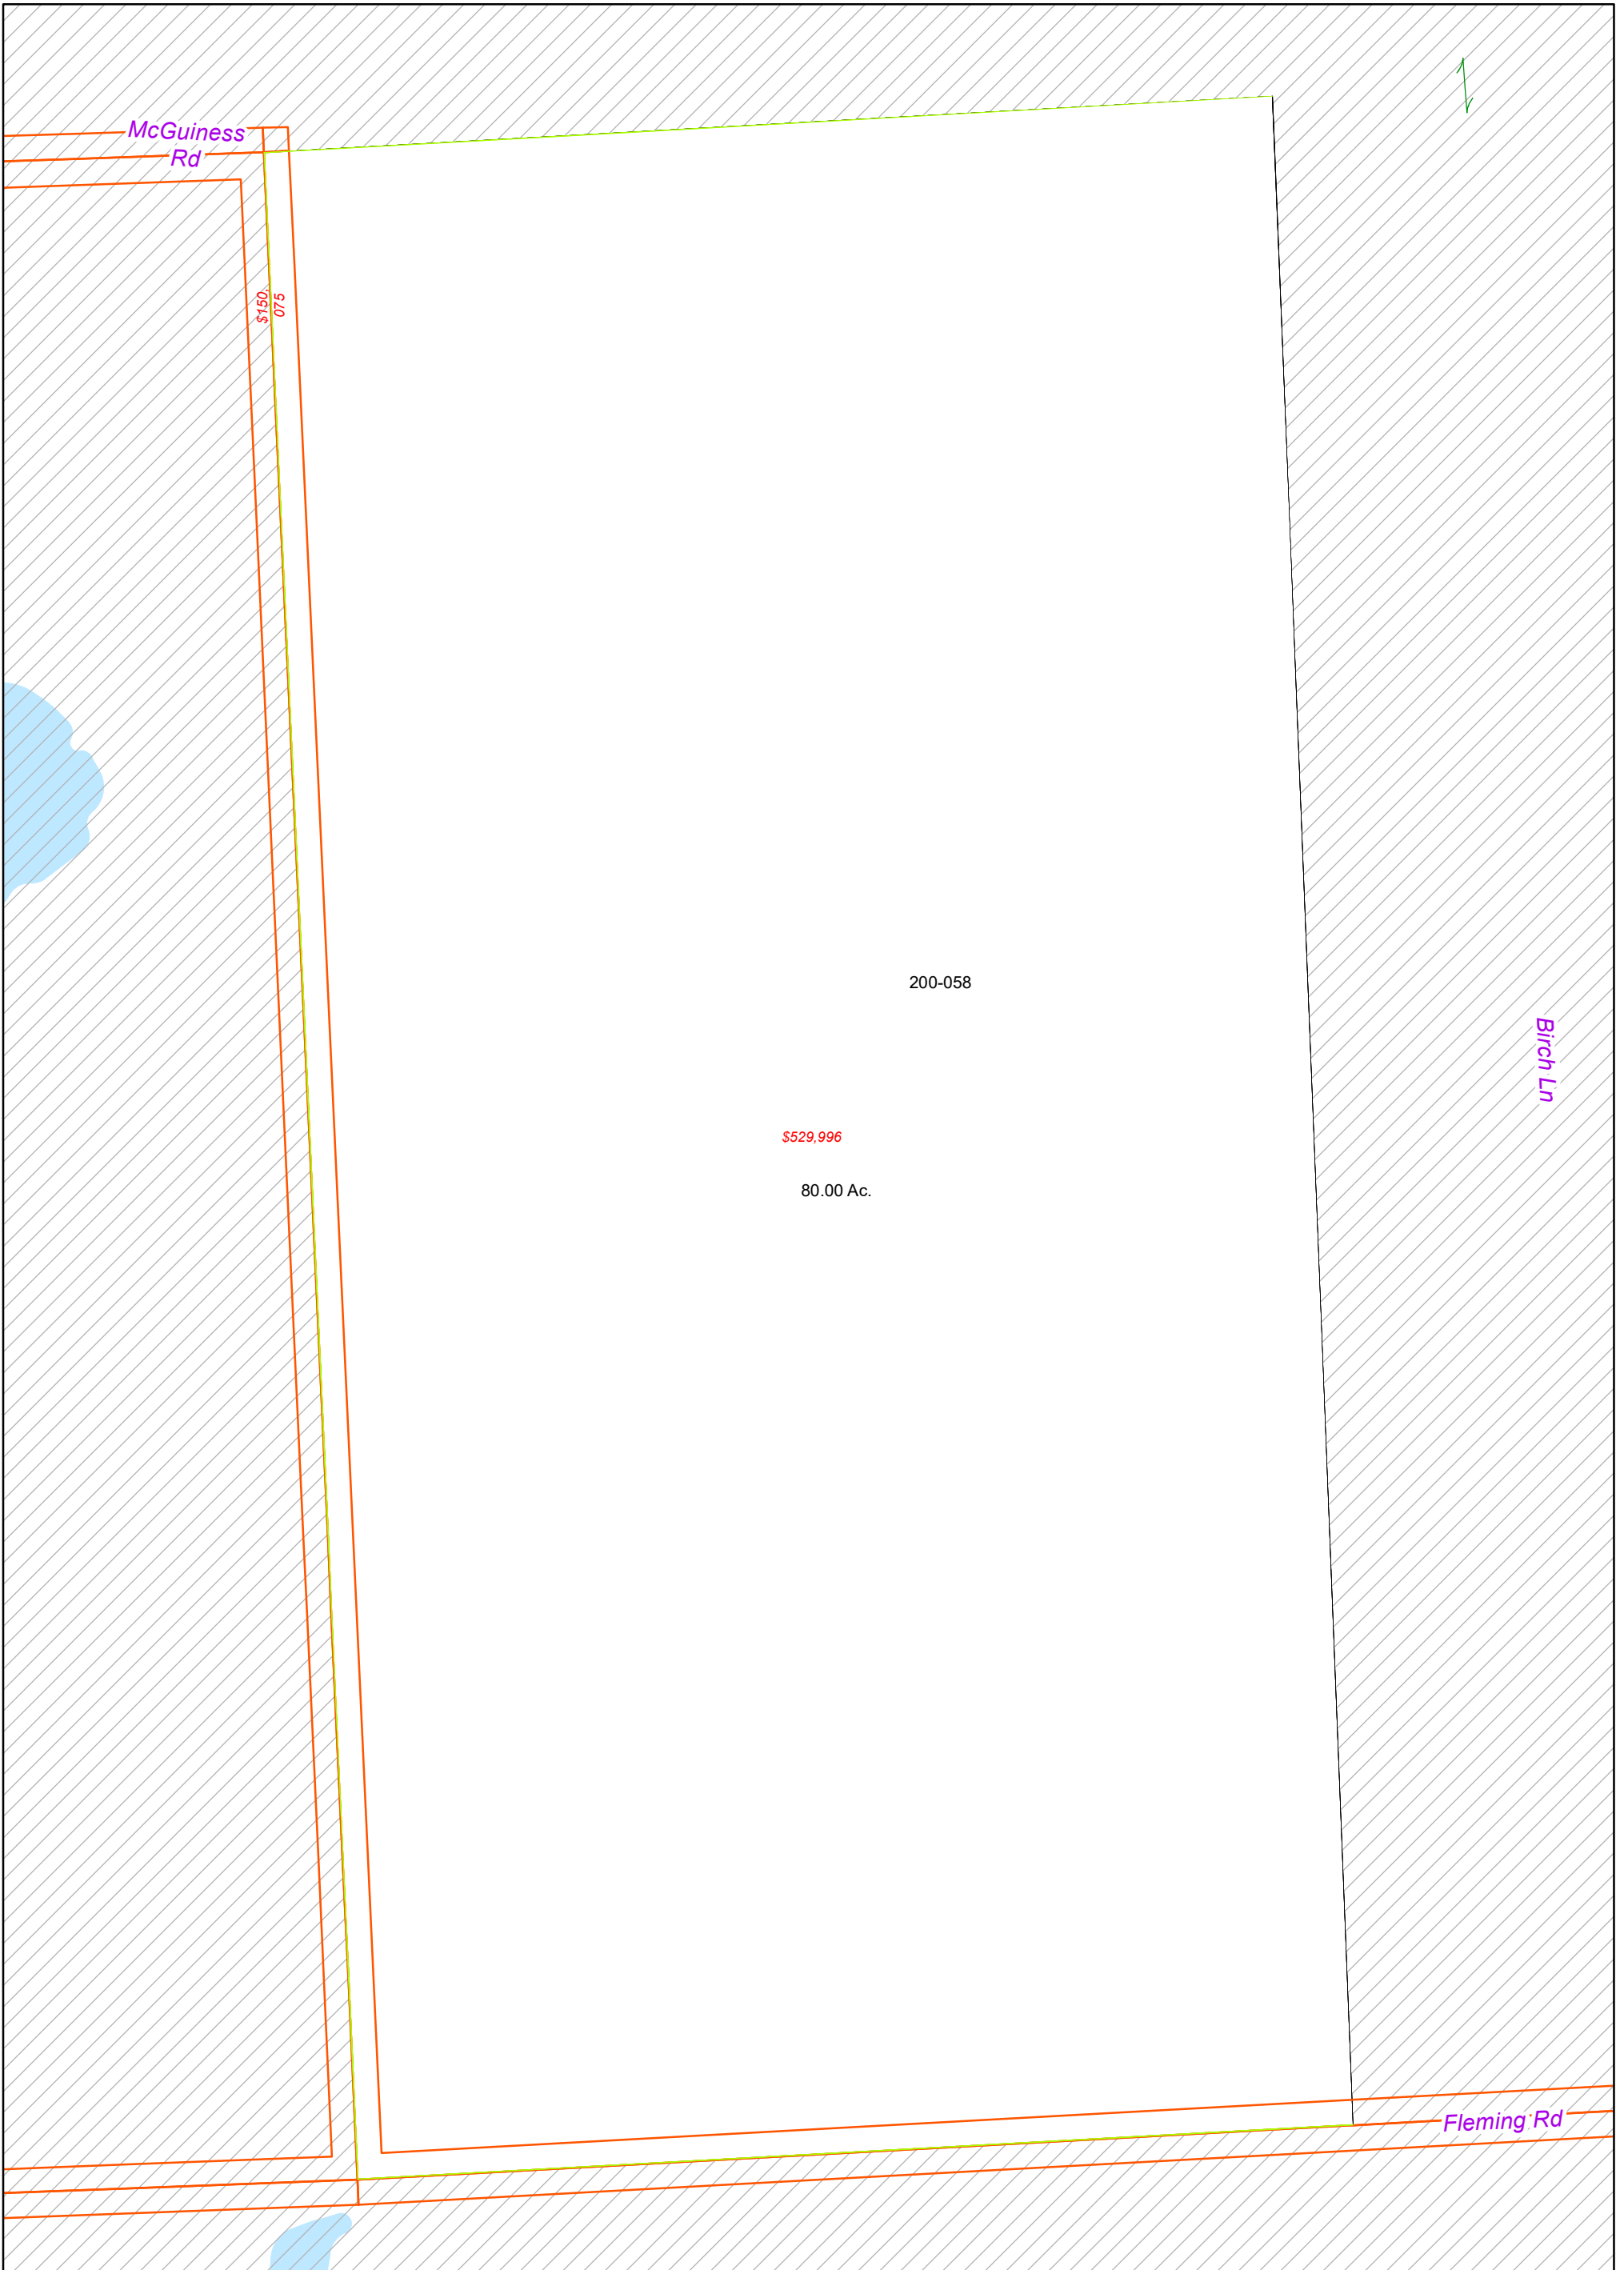 McGuiness
Rd
$150,
075
200-058
Birch Ln
$529,996
80.00 Ac.
Fleming Rd